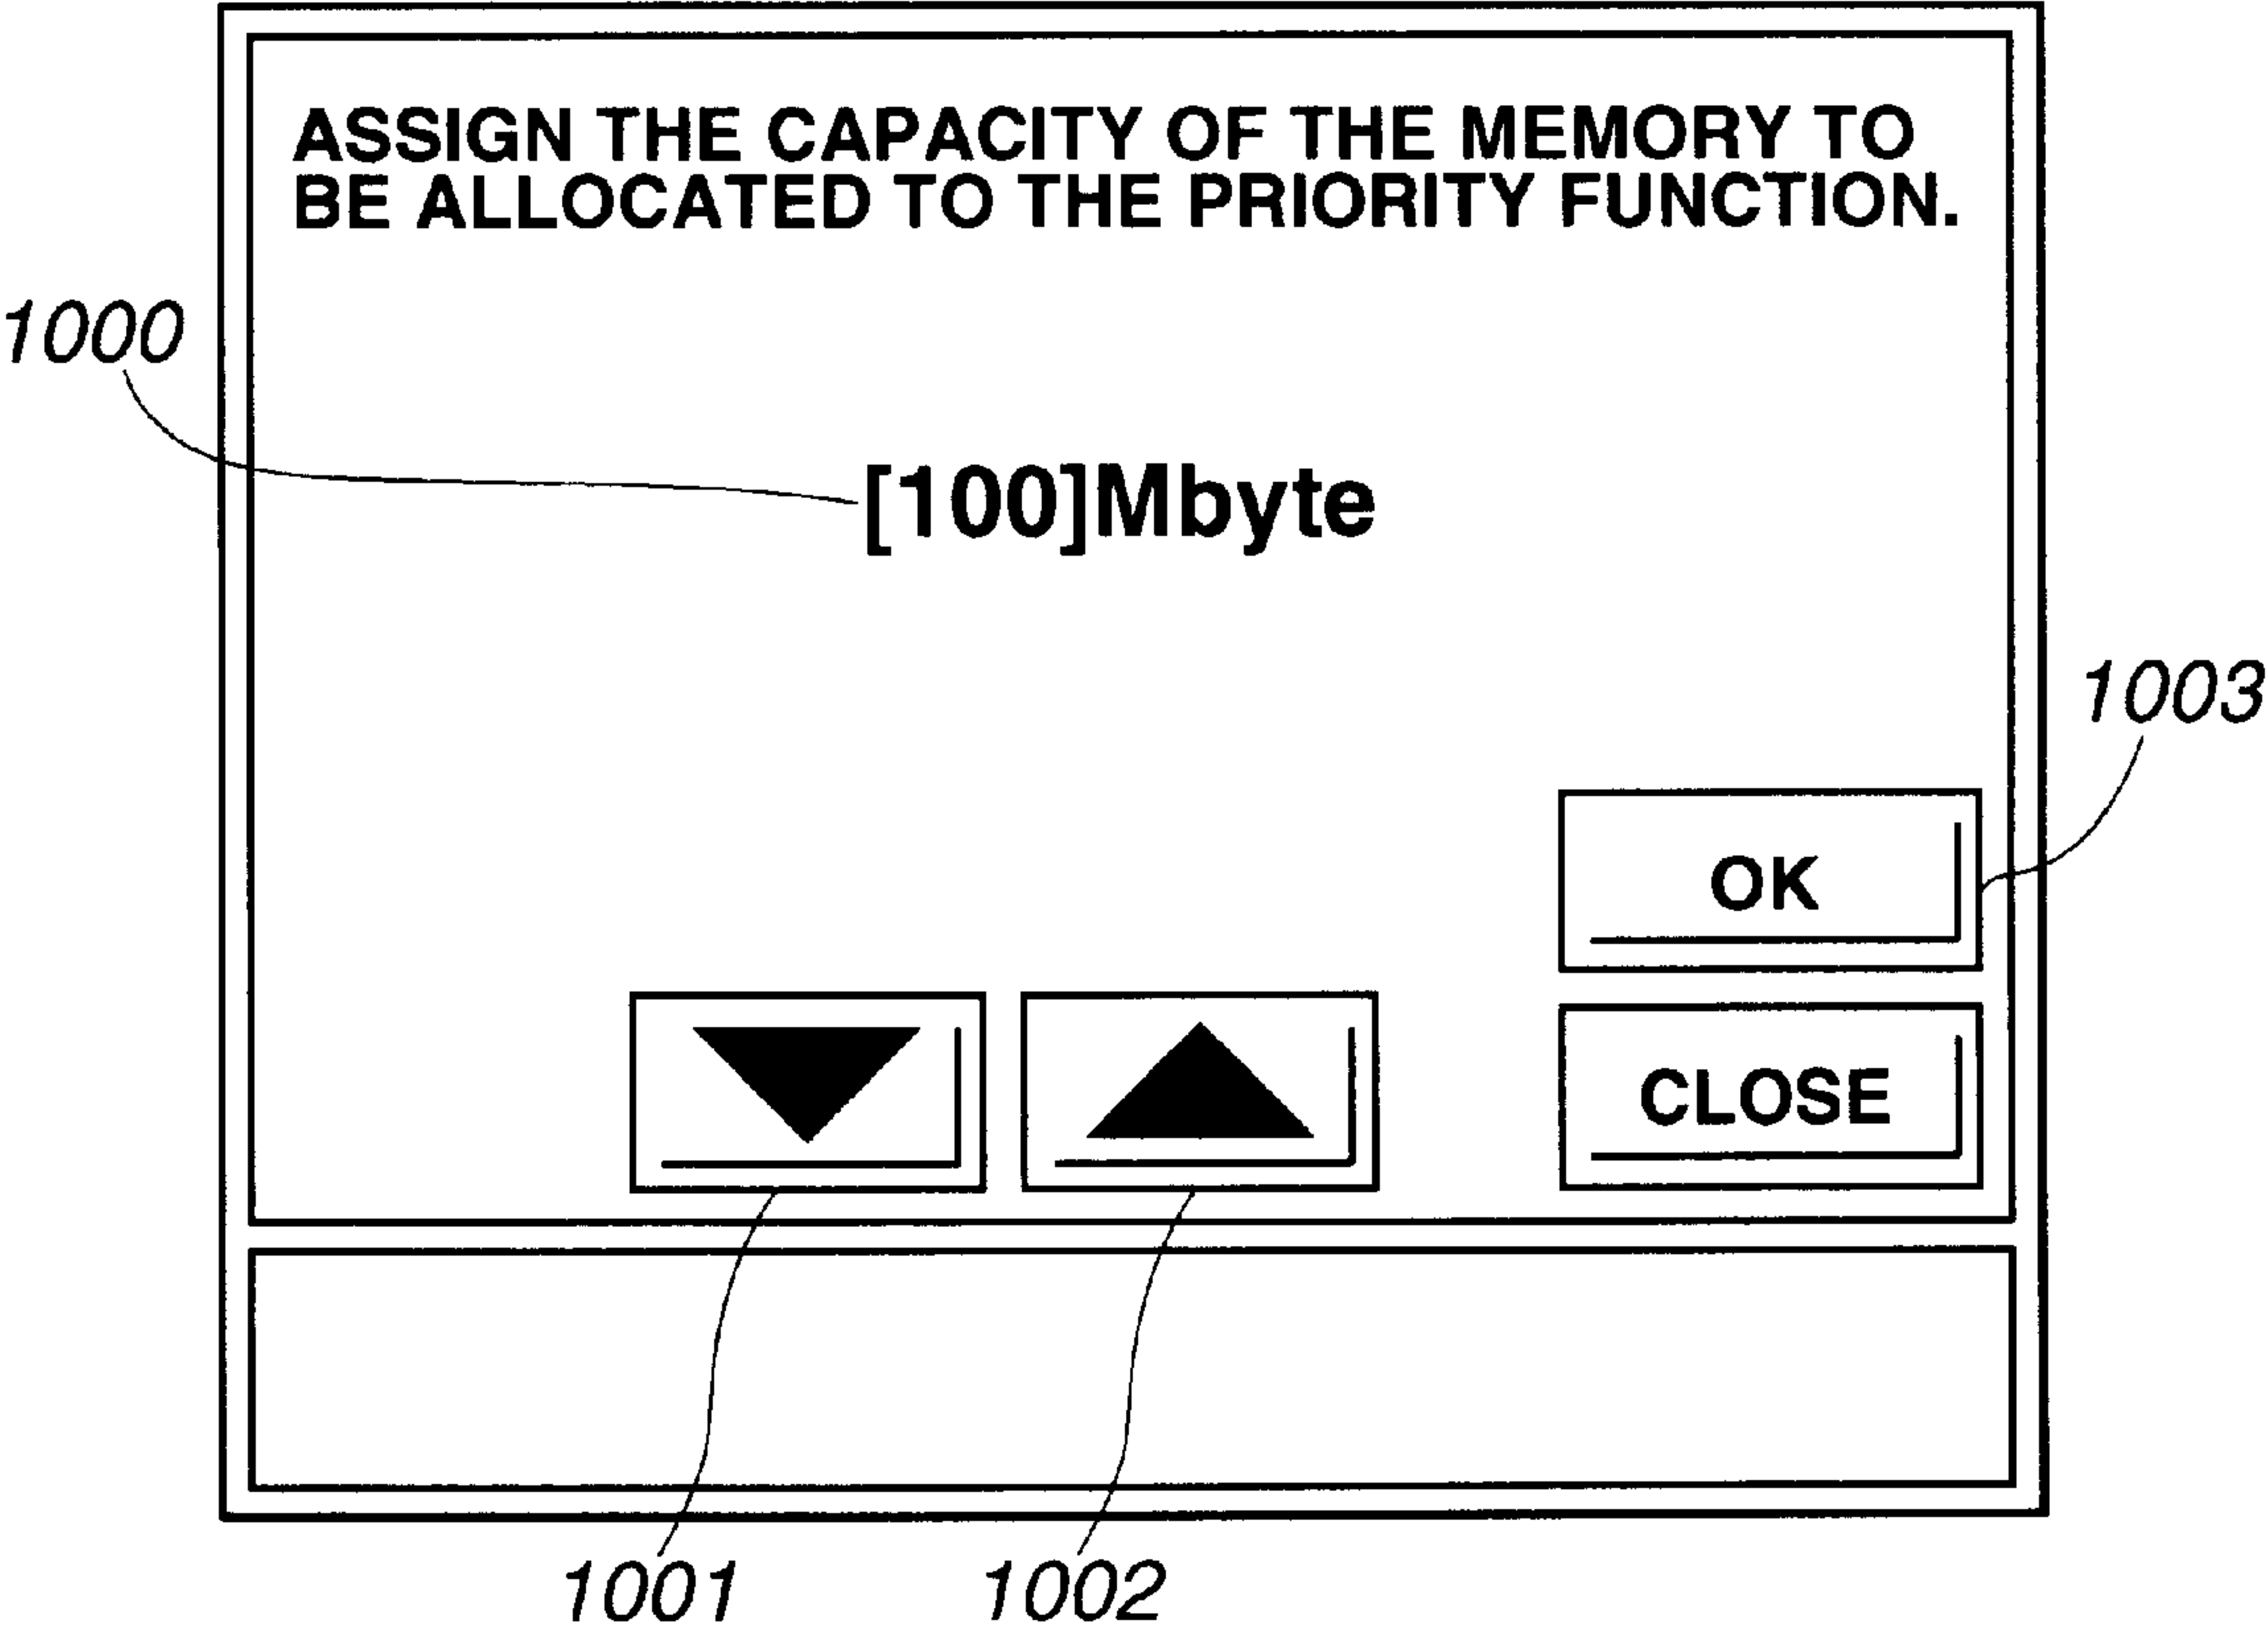 ASSIGN THE CAPACITY OF THE MEMORY TO
BE ALLOCATED TO THE PRIORITY FUNCTION.
1000
[100]Mbyte
1003
OK
CLOSE
1001
1002